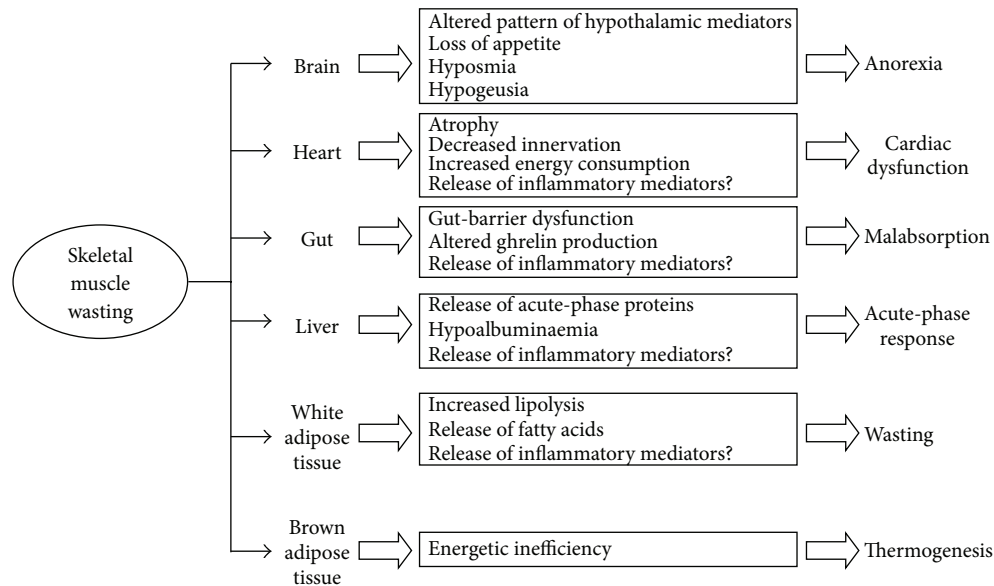 Skeletal
muscle
wasting
Brain
Altered pattern of hypothalamic mediators
Loss of appetite
Hyposmia
Hypogeusia
Anorexia
Heart
Atrophy
Decreased innervation
Increased energy consumption
Release of inflammatory mediators?
Cardiac
dysfunction
Gut
Gut-barrier dysfunction
Altered ghrelin production
Release of inflammatory mediators?
Malabsorption
Liver
Release of acute-phase proteins
Hypoalbuminaemia
Release of inflammatory mediators?
Acute-phase
response
White
adipose
tissue
Increased lipolysis
Release of fatty acids
Release of inflammatory mediators?
Wasting
Brown
adipose
tissue
Energetic inefficiency
Thermogenesis